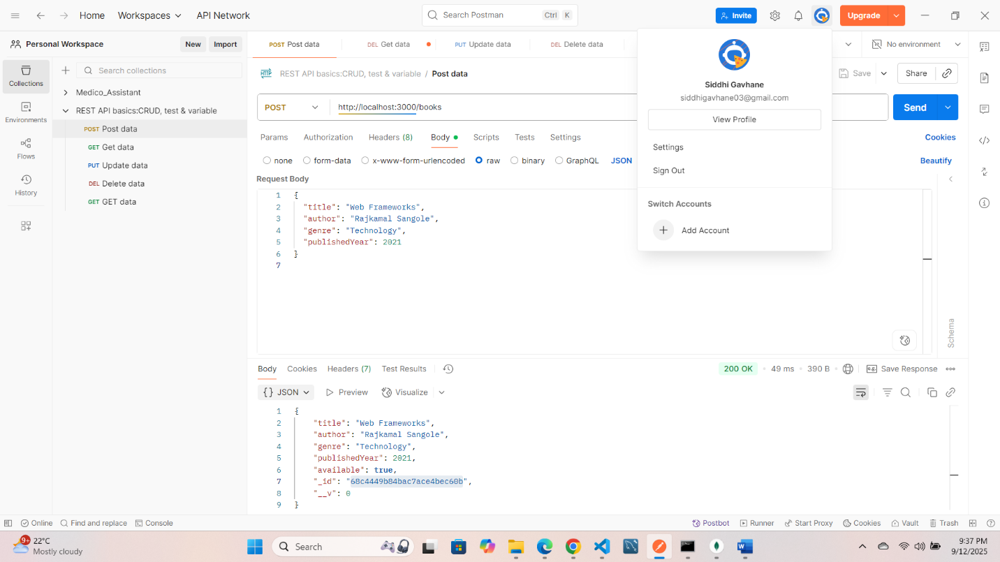 Home Workspaces API Network Search Postman Ctrl K Invite Upgrade
Personal Workspace New Import POST Post data DEL Get data PUT Update data DEL Delete data No environment
Collections
Environments
Flows
History
Search collections
Medico_Assistant
REST API basics:CRUD, test & variable
POST Post data
GET Get data
PUT Update data
DEL Delete data
GET GET data
HTTP REST API basics:CRUD, test & variable / Post data Save Share
POST http://localhost:3000/books Send
Params Authorization Headers (8) Body Scripts Tests Settings Cookies
none form-data x-www-form-urlencoded raw binary GraphQL JSON Beautify
Request Body
1 {
2 "title": "Web Frameworks",
3 "author": "Rajkamal Sangole",
4 "genre": "Technology",
5 "publishedYear": 2021
6 }
7
Schema
Siddhi Gavhane
siddhigavhane03@gmail.com
View Profile
Settings
Sign Out
Switch Accounts
Add Account
Body Cookies Headers (7) Test Results 200 OK 49 ms 390 B e.g. Save Response
{} JSON Preview Visualize
1 {
2 "title": "Web Frameworks",
3 "author": "Rajkamal Sangole",
4 "genre": "Technology",
5 "publishedYear": 2021,
6 "available": true,
7 "_id": "68c4449b84bac7ace4bec60b",
8 "__v": 0
9 }
Online Find and replace Console Postbot Runner Start Proxy Cookies Vault Trash
9+ 22°C
Mostly cloudy
Search
9:37 PM
9/12/2025